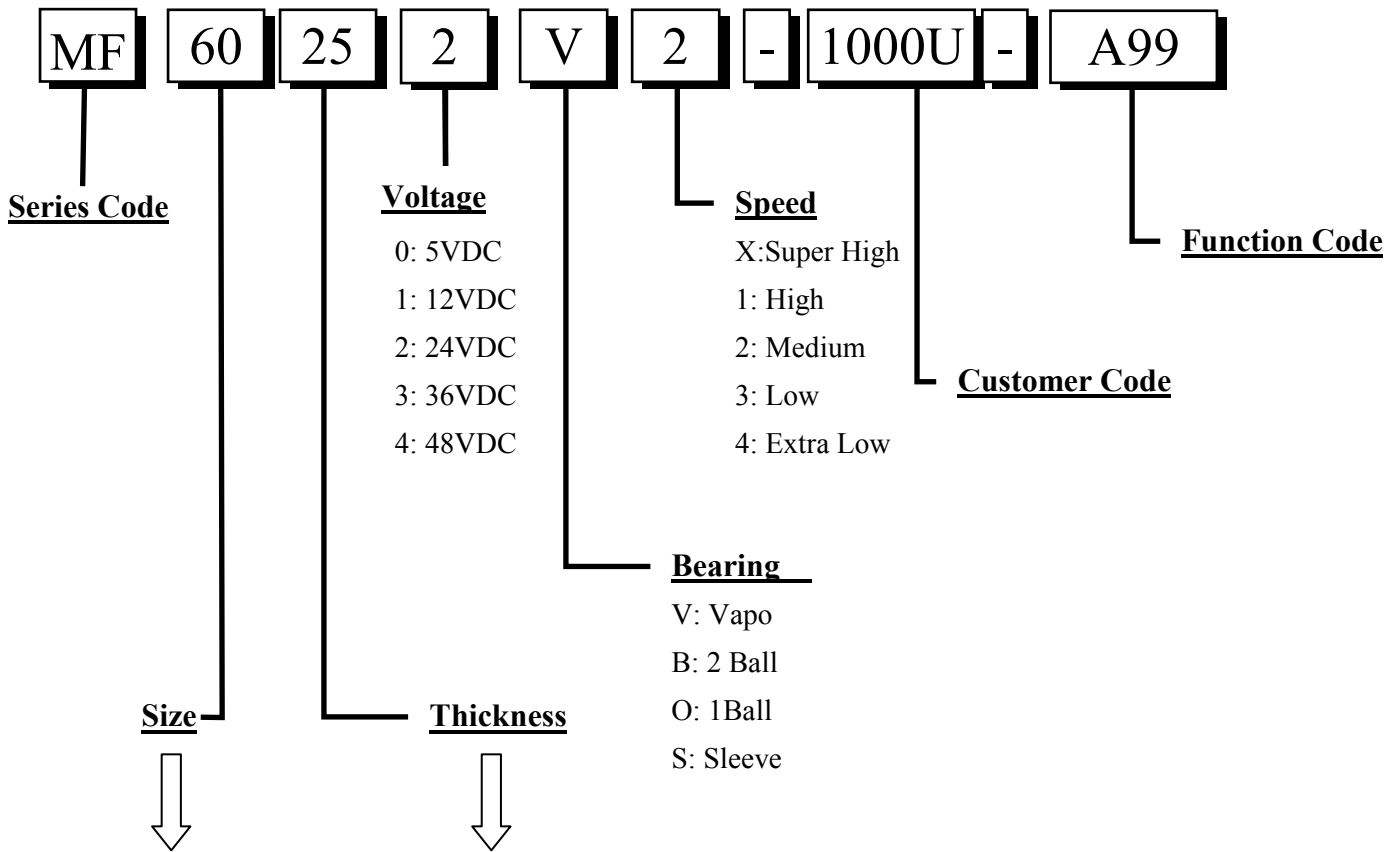 MF 60 25 2 V 2 - 1000U - A99
Series Code
Voltage
0: 5VDC
1: 12VDC
2: 24VDC
3: 36VDC
4: 48VDC
Speed
X:Super High
1: High
2: Medium
3: Low
4: Extra Low
Function Code
Customer Code
Bearing
V: Vapo
B: 2 Ball
O: 1Ball
S: Sleeve
Size
Thickness